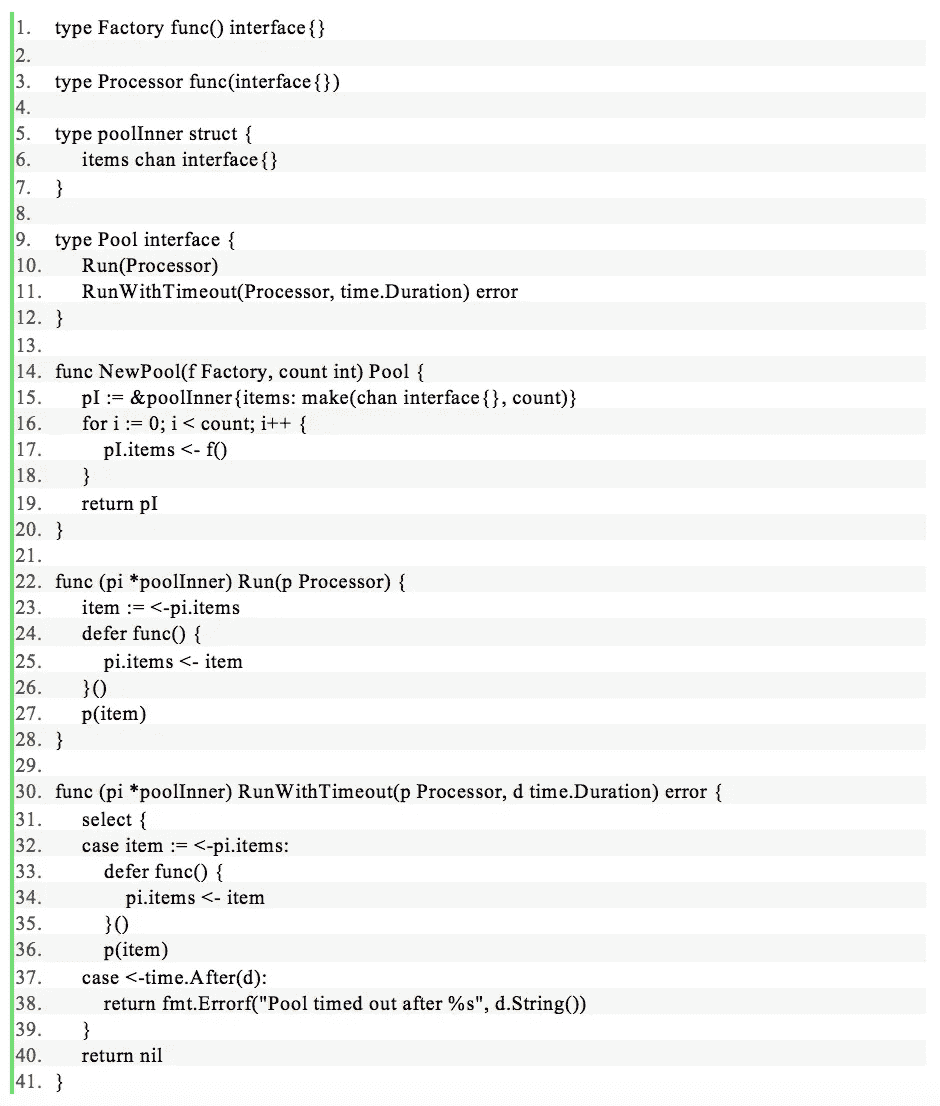 1. type Factory func() interface{}
2.
3. type Processor func(interface{})
4.
5. type poolInner struct {
6. items chan interface{}
7. }
8.
9. type Pool interface {
10. Run(Processor)
11. RunWithTimeout(Processor, time.Duration) error
12. }
13.
14. func NewPool(f Factory, count int) Pool {
15. pI := &poolInner{items: make(chan interface{}, count)}
16. for i := 0; i < count; i++ {
17. pI.items <- f()
18. }
19. return pI
20. }
21.
22. func (pi *poolInner) Run(p Processor) {
23. item := <-pi.items
24. defer func() {
25. pi.items <- item
26. }()
27. p(item)
28. }
29.
30. func (pi *poolInner) RunWithTimeout(p Processor, d time.Duration) error {
31. select {
32. case item := <-pi.items:
33. defer func() {
34. pi.items <- item
35. }()
36. p(item)
37. case <-time.After(d):
38. return fmt.Errorf("Pool timed out after %s", d.String())
39. }
40. return nil
41. }